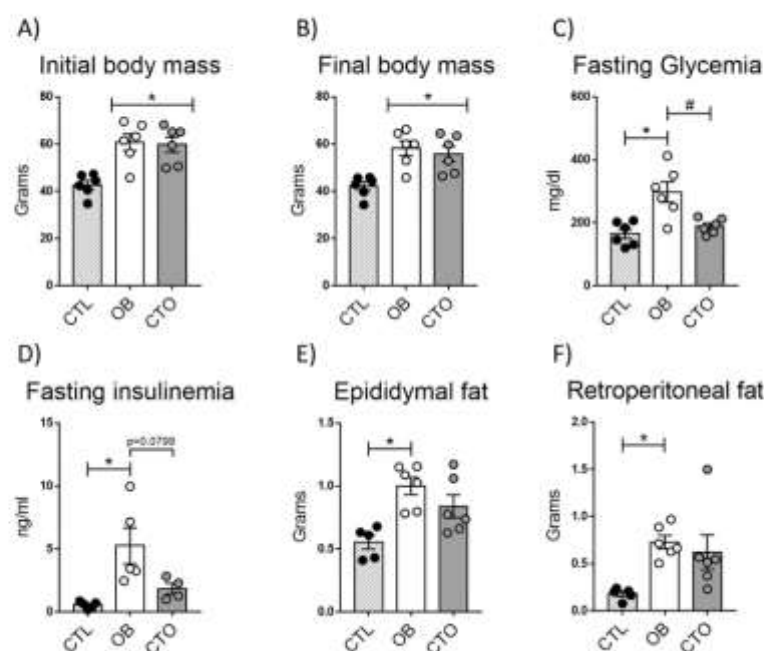 A)
Initial body mass
*
80
60
40
20
0
Grams
CTL
OB
CTO
B)
Final body mass
*
80
60
40
20
0
Grams
CTL
OB
CTO
C)
Fasting Glycemia
#
*
600
400
200
0
mg/dl
CTL
OB
CTO
D)
Fasting insulinemia
p=0.0799
*
15
10
5
0
ng/ml
CTL
OB
CTO
E)
Epididymal fat
*
1.5
1.0
0.5
0.0
Grams
CTL
OB
CTO
F)
Retroperitoneal fat
*
2.0
1.5
1.0
0.5
0.0
Grams
CTL
OB
CTO